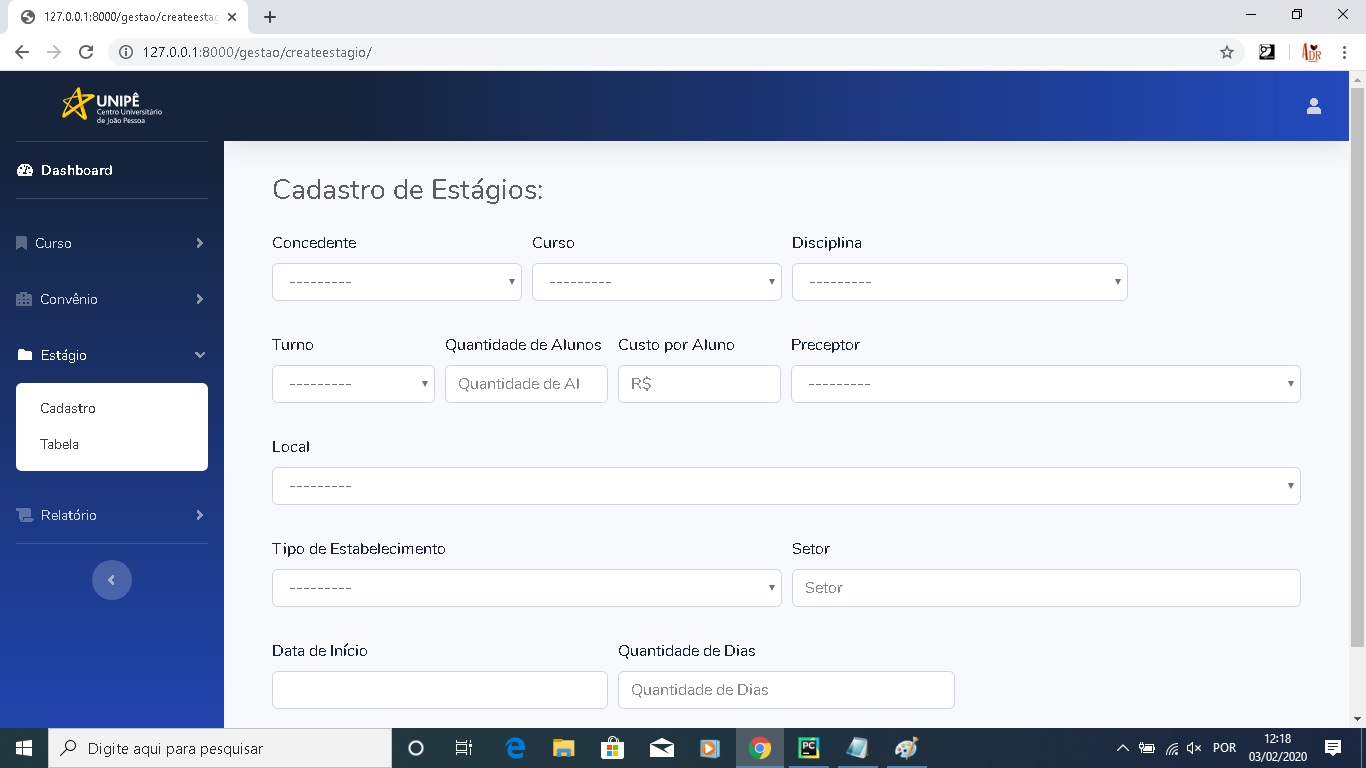 127.0.0.1:8000/gestao/createestag
127.0.0.1:8000/gestao/createestagio/
ADR
UNIPÊ
Centro Universitário
de João Pessoa
Dashboard
Curso
Convênio
Estágio
Cadastro
Tabela
Relatório
Cadastro de Estágios:
Concedente Curso Disciplina
--------- --------- ---------
Turno Quantidade de Alunos Custo por Aluno Preceptor
--------- Quantidade de Al R$ ---------
Local
---------
Tipo de Estabelecimento Setor
--------- Setor
Data de Início Quantidade de Dias
Quantidade de Dias
Digite aqui para pesquisar
PC
POR
12:18
03/02/2020